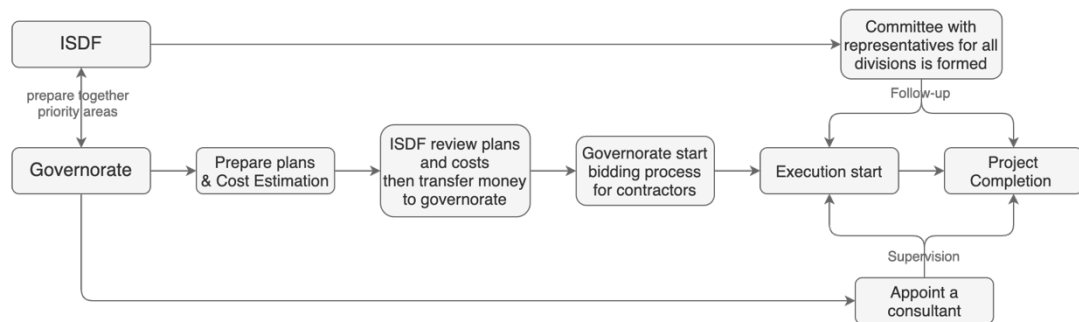 ISDF
Committee with
representatives for all
divisions is formed
prepare together
priority areas
Follow-up
Governorate
Prepare plans
& Cost Estimation
ISDF review plans
and costs
then transfer money
to governorate
Governorate start
bidding process
for contractors
Execution start
Project
Completion
Supervision
Appoint a
consultant